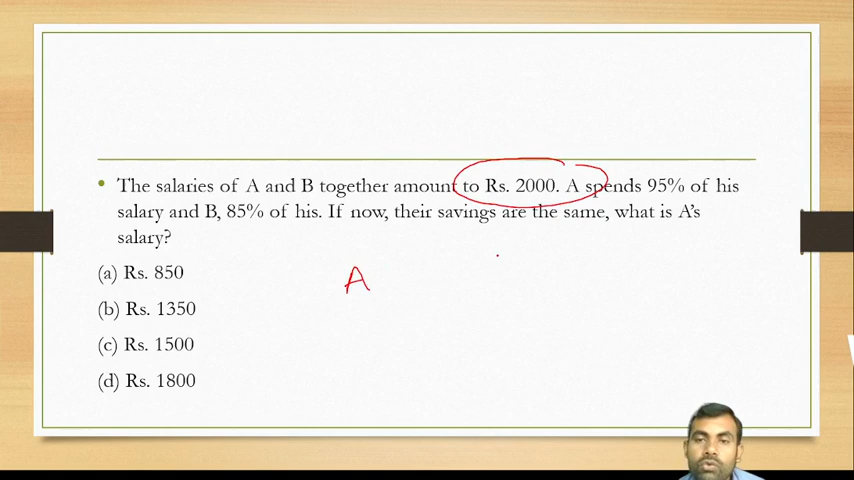 • The salaries of A and B together amount to Rs. 2000. A spends 95% of his
salary and B, 85% of his. If now, their savings are the same, what is A's
salary?
(a) Rs. 850
A
(b) Rs. 1350
(c) Rs. 1500
(d) Rs. 1800